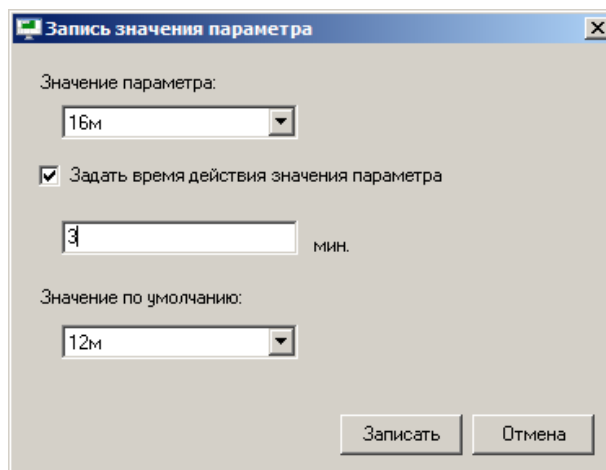 Запись значения параметра
Значение параметра:
16м
Задать время действия значения параметра
3
мин.
Значение по умолчанию:
12м
Записать
Отмена